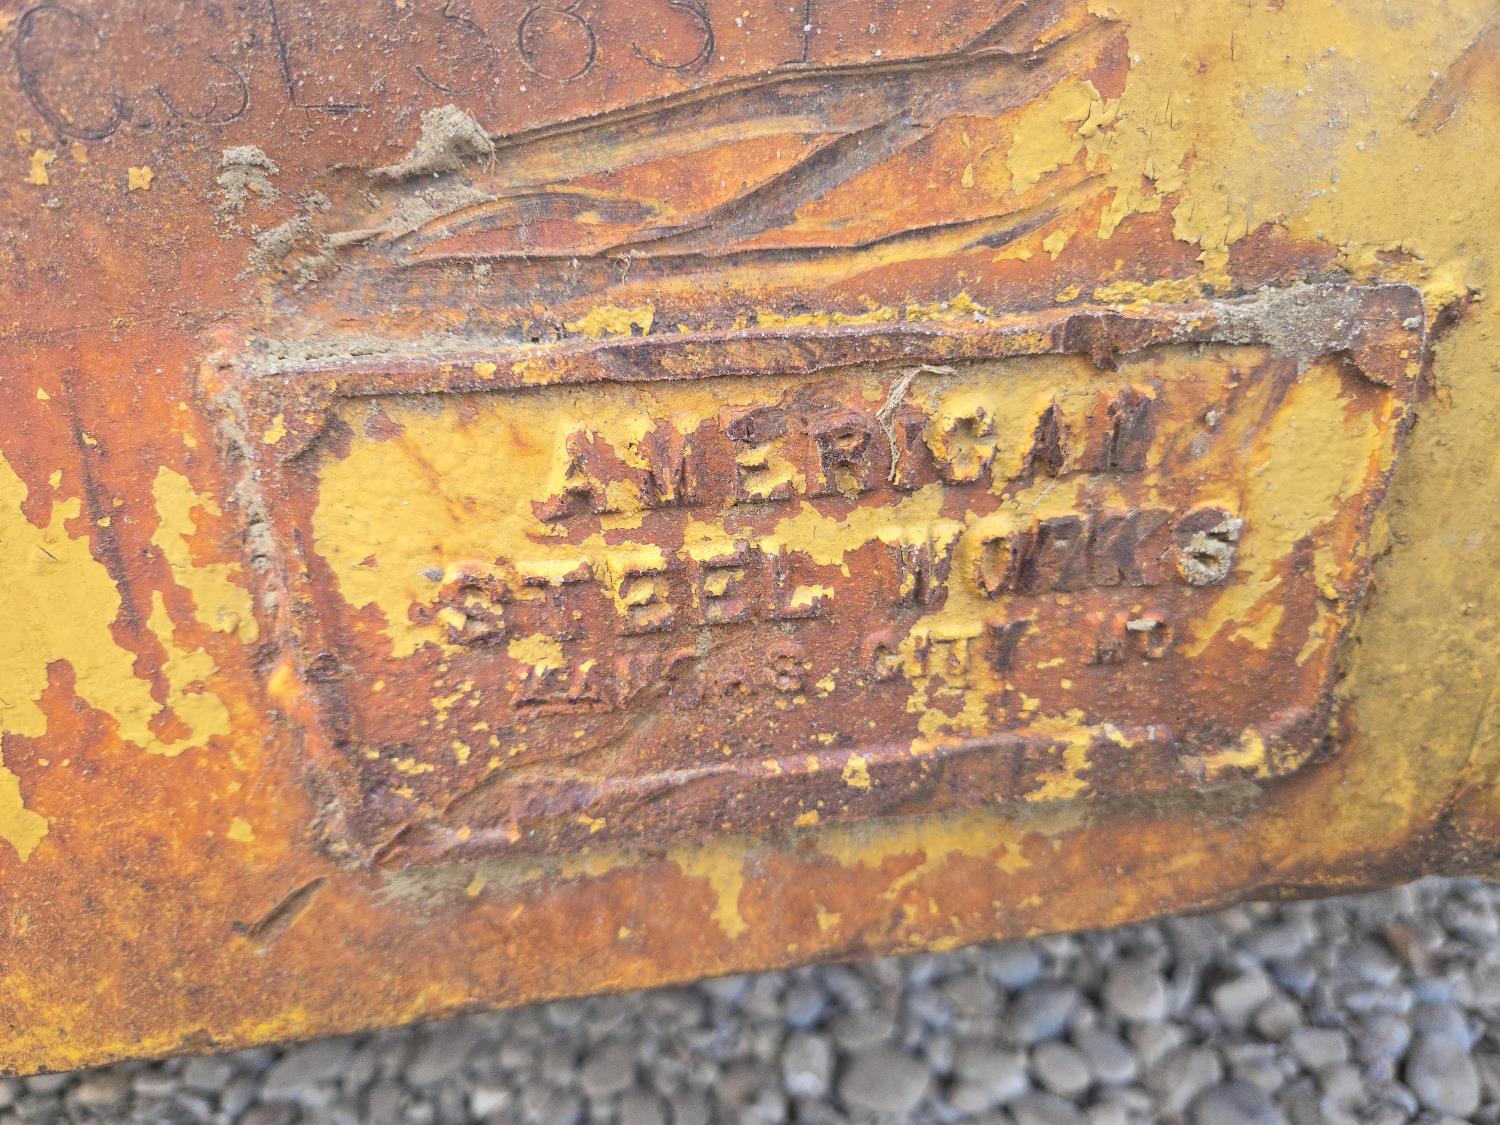 AMERICAN
STEEL WORKS
KANSAS CITY MO